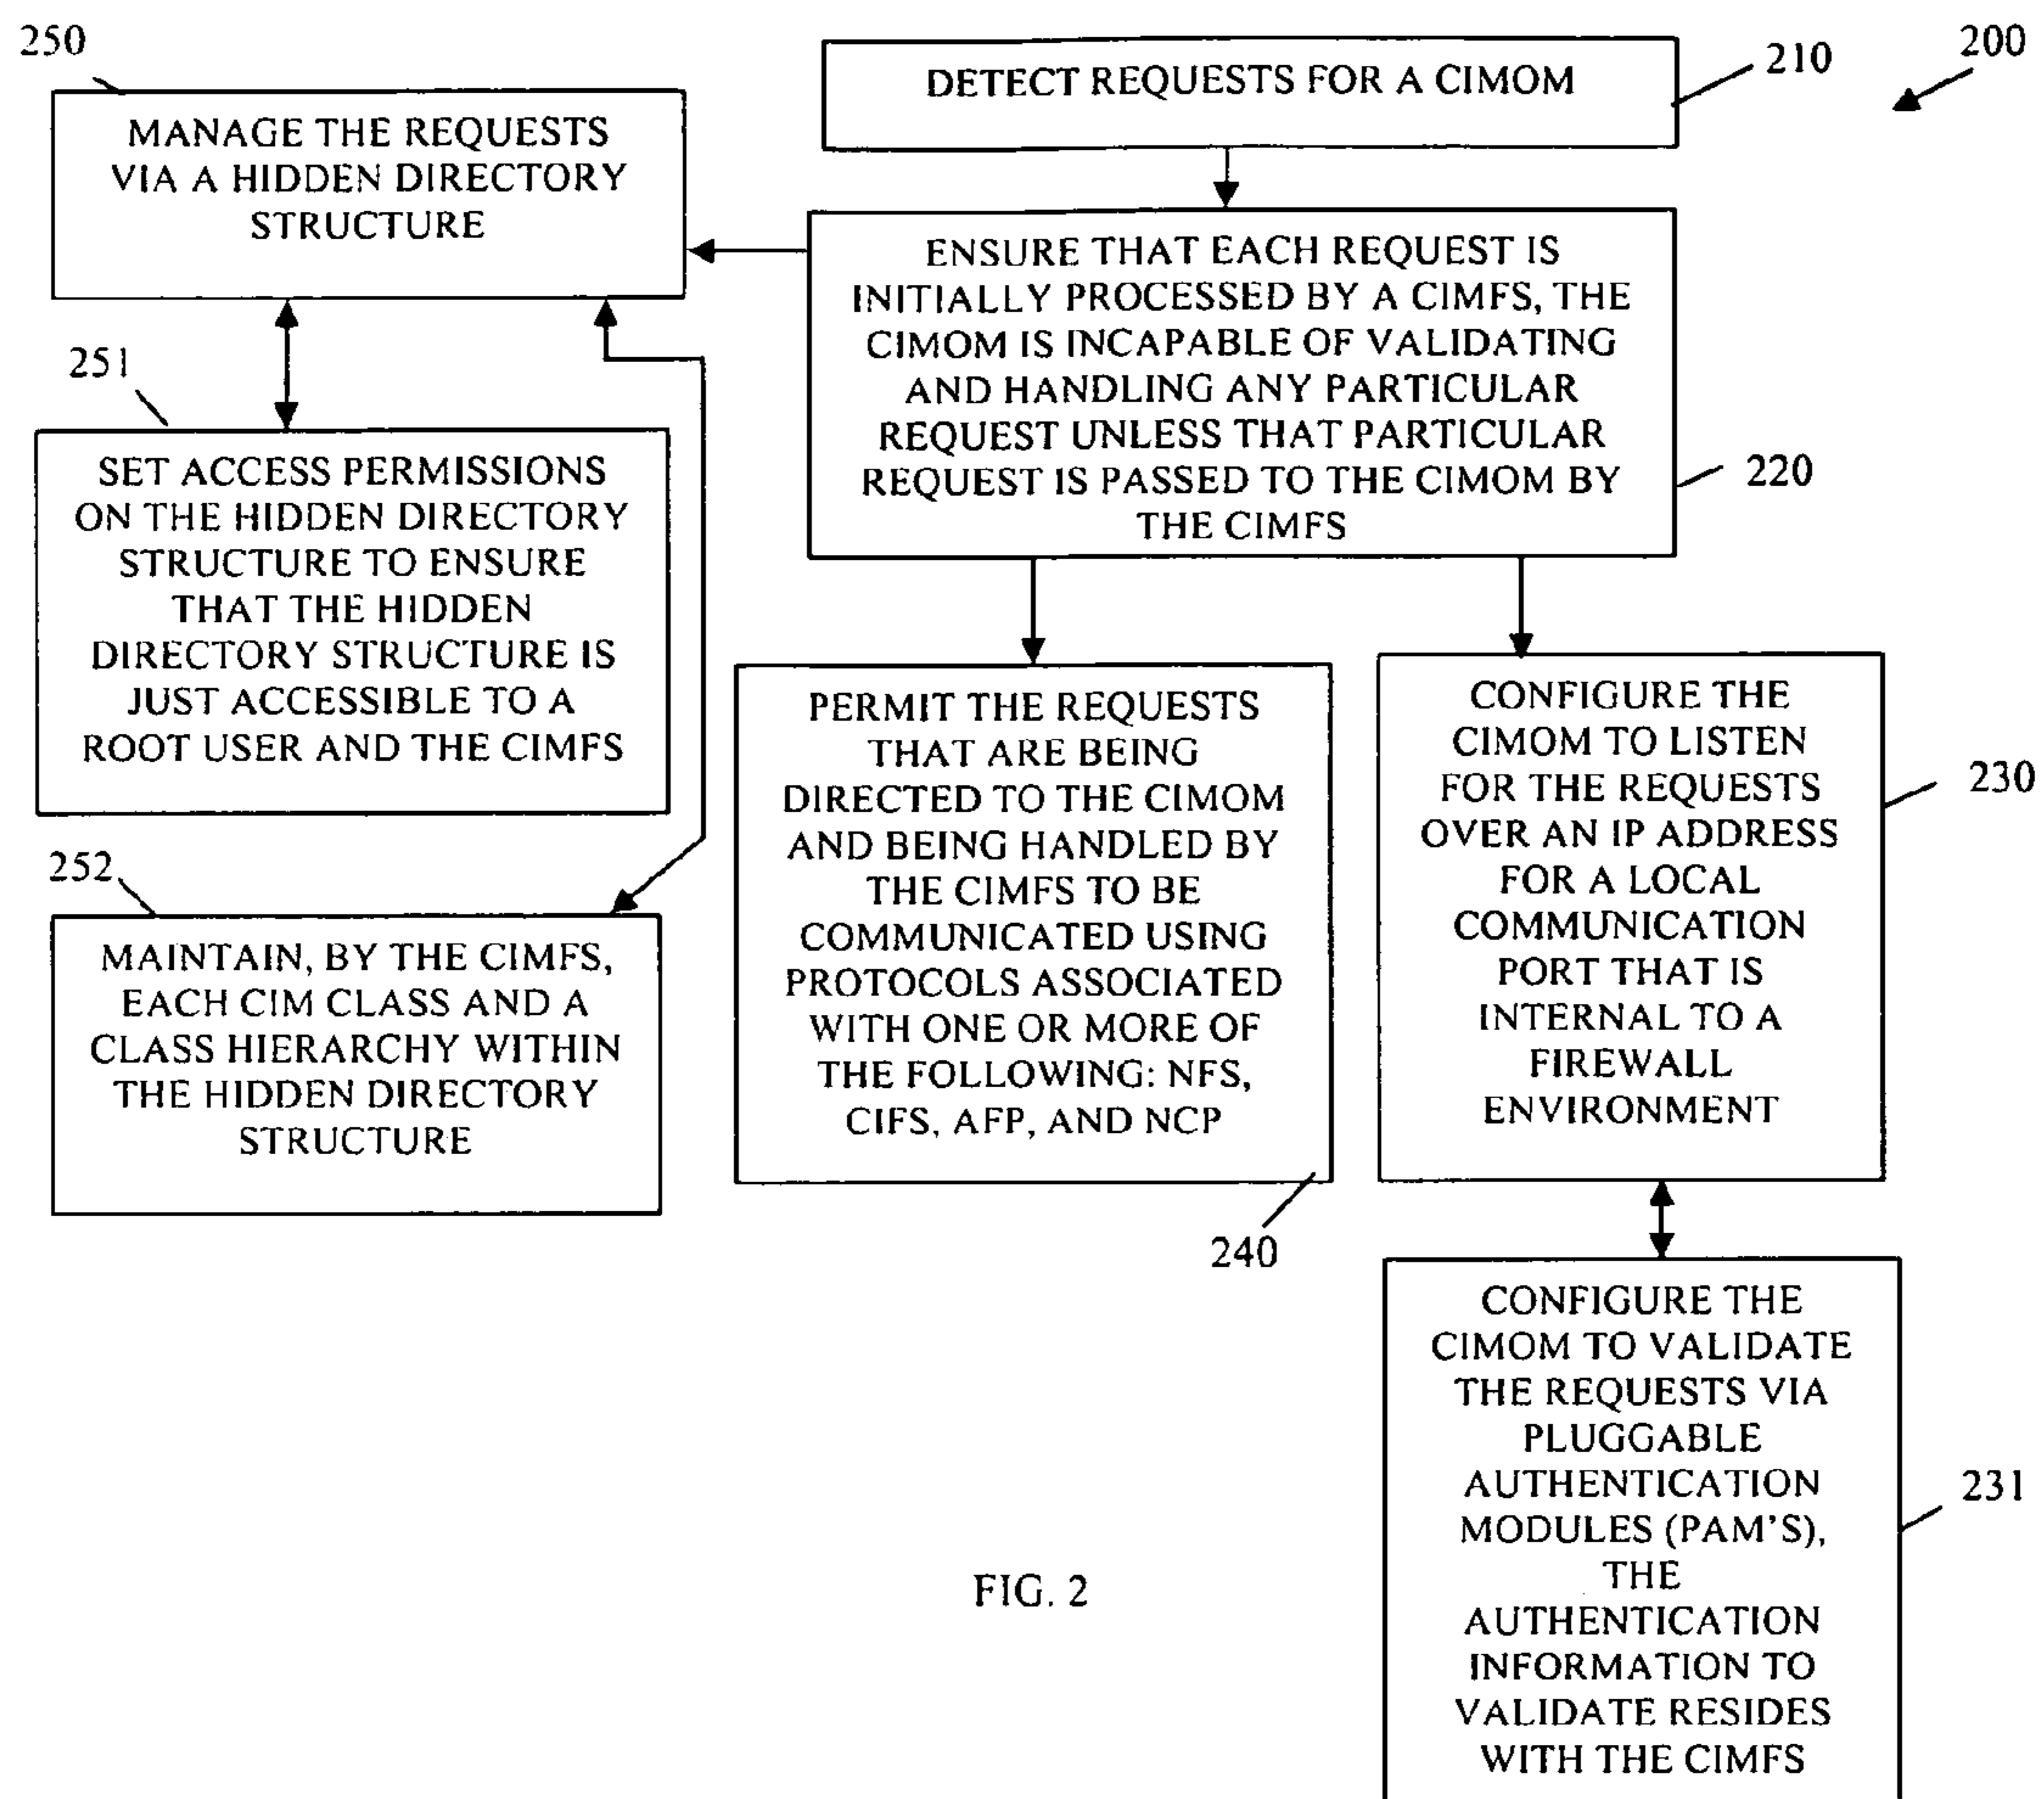 250
200
DETECT REQUESTS FOR A CIMOM
210
MANAGE THE REQUESTS
VIA A HIDDEN DIRECTORY
STRUCTURE
ENSURE THAT EACH REQUEST IS
INITIALLY PROCESSED BY A CIMFS, THE
CIMOM IS INCAPABLE OF VALIDATING
AND HANDLING ANY PARTICULAR
REQUEST UNLESS THAT PARTICULAR
REQUEST IS PASSED TO THE CIMOM BY
THE CIMFS
220
251
SET ACCESS PERMISSIONS
ON THE HIDDEN DIRECTORY
STRUCTURE TO ENSURE
THAT THE HIDDEN
DIRECTORY STRUCTURE IS
JUST ACCESSIBLE TO A
ROOT USER AND THE CIMFS
252
MAINTAIN, BY THE CIMFS,
EACH CIM CLASS AND A
CLASS HIERARCHY WITHIN
THE HIDDEN DIRECTORY
STRUCTURE
PERMIT THE REQUESTS
THAT ARE BEING
DIRECTED TO THE CIMOM
AND BEING HANDLED BY
THE CIMFS TO BE
COMMUNICATED USING
PROTOCOLS ASSOCIATED
WITH ONE OR MORE OF
THE FOLLOWING: NFS,
CIFS, AFP, AND NCP
240
CONFIGURE THE
CIMOM TO LISTEN
FOR THE REQUESTS
OVER AN IP ADDRESS
FOR A LOCAL
COMMUNICATION
PORT THAT IS
INTERNAL TO A
FIREWALL
ENVIRONMENT
230
CONFIGURE THE
CIMOM TO VALIDATE
THE REQUESTS VIA
PLUGGABLE
AUTHENTICATION
MODULES (PAM'S),
THE
AUTHENTICATION
INFORMATION TO
VALIDATE RESIDES
WITH THE CIMFS
231
FIG. 2